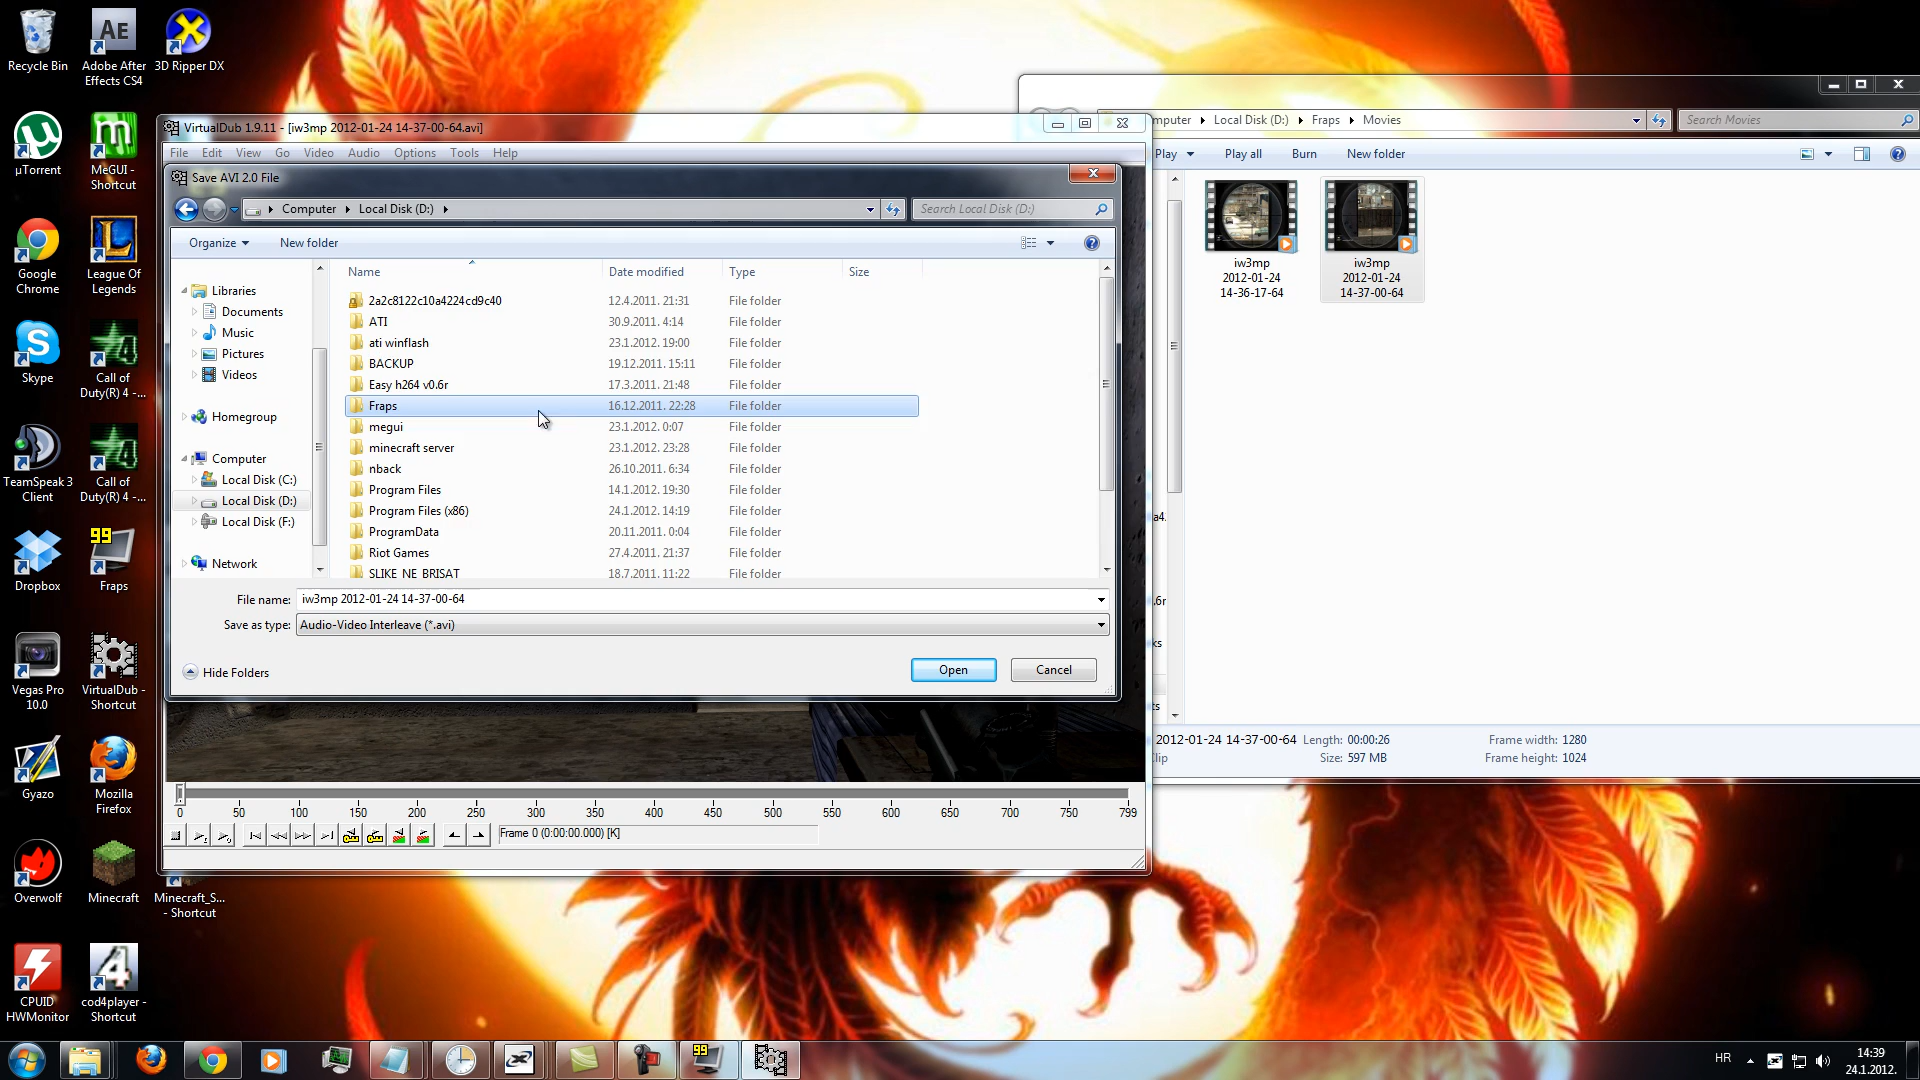 Recycle Bin
Adobe After
Effects CS4
3D Ripper DX
µTorrent
MeGUI -
Shortcut
Google
Chrome
League Of
Legends
Skype
Call of
Duty(R) 4 -...
TeamSpeak 3
Client
Call of
Duty(R) 4 -...
Dropbox
99
Fraps
Vegas Pro
10.0
VirtualDub -
Shortcut
Gyazo
Mozilla
Firefox
Overwolf
Minecraft
Minecraft_S...
- Shortcut
CPUID
HWMonitor
cod4player -
Shortcut
VirtualDub 1.9.11 - [iw3mp 2012-01-24 14-37-00-64.avi]
File Edit View Go Video Audio Options Tools Help
Save AVI 2.0 File
Computer Local Disk (D:)
Search Local Disk (D:)
Organize New folder
Libraries
Documents
Music
Pictures
Videos
Homegroup
Computer
Local Disk (C:)
Local Disk (D:)
Local Disk (F:)
Network
Name Date modified Type Size
2a2c8122c10a4224cd9c40 12.4.2011. 21:31 File folder
ATI 30.9.2011. 4:14 File folder
ati winflash 23.1.2012. 19:00 File folder
BACKUP 19.12.2011. 15:11 File folder
Easy h264 v0.6r 17.3.2011. 21:48 File folder
Fraps 16.12.2011. 22:28 File folder
megui 23.1.2012. 0:07 File folder
minecraft server 23.1.2012. 23:28 File folder
nback 26.10.2011. 6:34 File folder
Program Files 14.1.2012. 19:30 File folder
Program Files (x86) 24.1.2012. 14:19 File folder
ProgramData 20.11.2011. 0:04 File folder
Riot Games 27.4.2011. 21:37 File folder
SLIKE NE BRISAT 18.7.2011. 11:22 File folder
File name: iw3mp 2012-01-24 14-37-00-64
Save as type: Audio-Video Interleave (*.avi)
Hide Folders
Open Cancel
0 50 100 150 200 250 300 350 400 450 500 550 600 650 700 750 799
Frame 0 (0:00:00.000) [K]
mputer Local Disk (D:) Fraps Movies
Search Movies
Play Play all Burn New folder
iw3mp
2012-01-24
14-36-17-64
iw3mp
2012-01-24
14-37-00-64
a4.
.6r
ks
ts
2012-01-24 14-37-00-64 Length: 00:00:26 Frame width: 1280
lip Size: 597 MB Frame height: 1024
99
HR
14:39
24.1.2012.